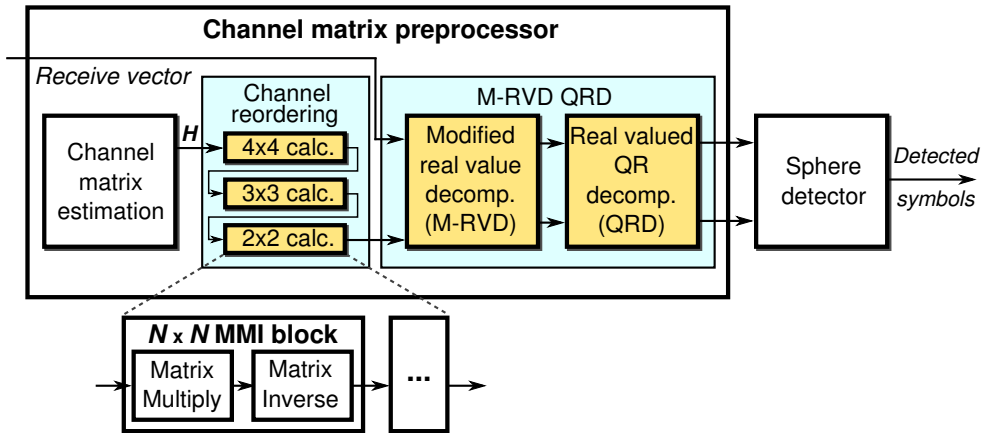 Channel matrix preprocessor
Receive vector
Channel
reordering
M-RVD QRD
Channel
matrix
estimation
H
4x4 calc.
3x3 calc.
2x2 calc.
Modified
real value
decomp.
(M-RVD)
Real valued
QR
decomp.
(QRD)
Sphere
detector
Detected
symbols
N x N MMI block
Matrix
Multiply
Matrix
Inverse
...